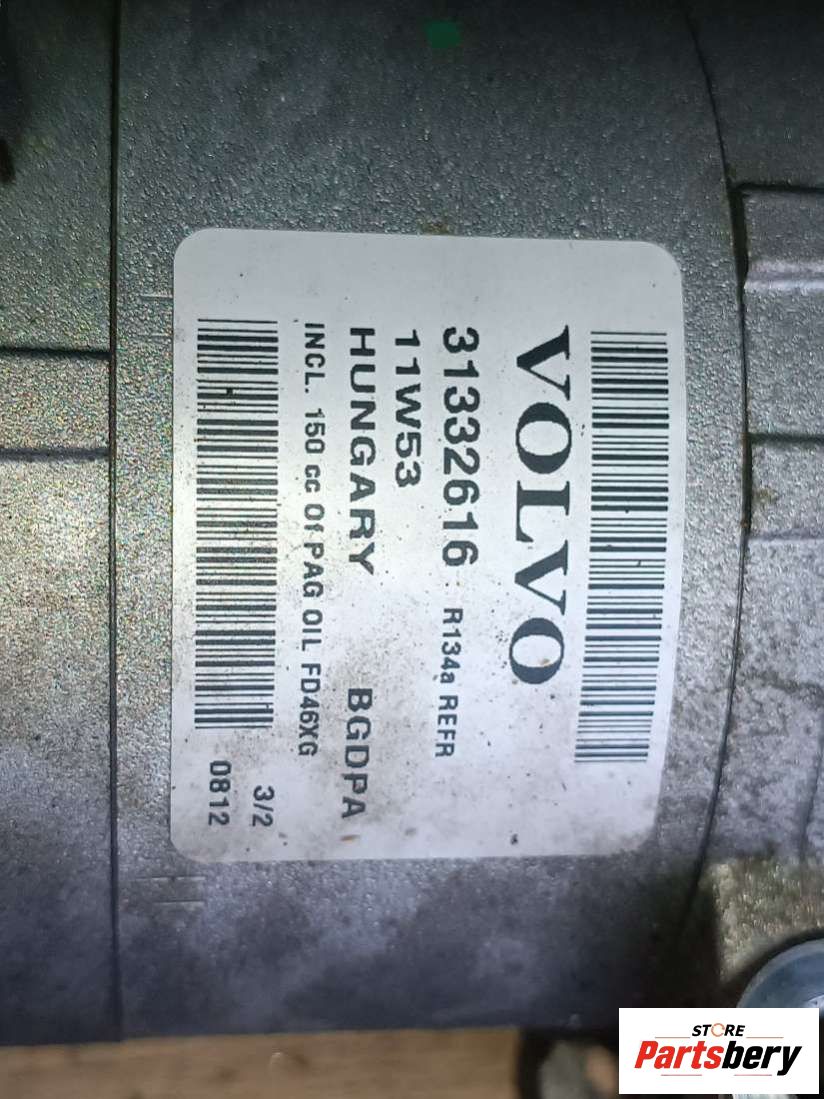 VOLVO
31332616 R134a REFR
11W53
HUNGARY BGDPA
INCL. 150 cc Of PAG OIL FD46XG
3/2
0812
STORE
Partsbery